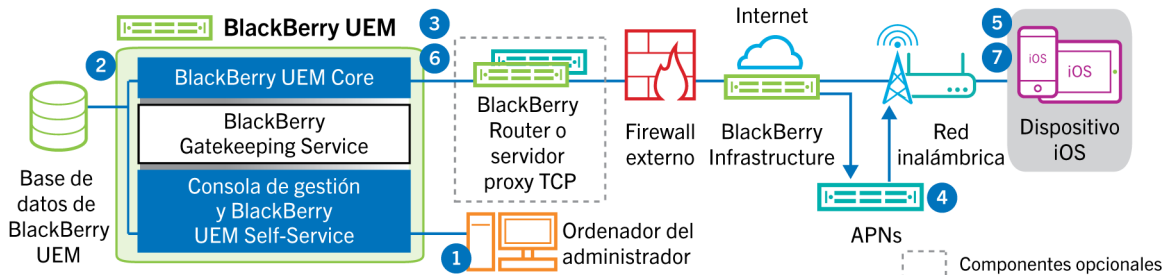 BlackBerry UEM
3
Internet
5
2
6
7
BlackBerry UEM Core
iOS
iOS
BlackBerry
Gatekeeping Service
BlackBerry
Router o
servidor
proxy TCP
Firewall
externo
BlackBerry
Infrastructure
Red
inalámbrica
Dispositivo
iOS
Base de
datos de
BlackBerry
UEM
Consola de gestión
y BlackBerry
UEM Self-Service
4
APNs
1
Ordenador del
administrador
Componentes opcionales